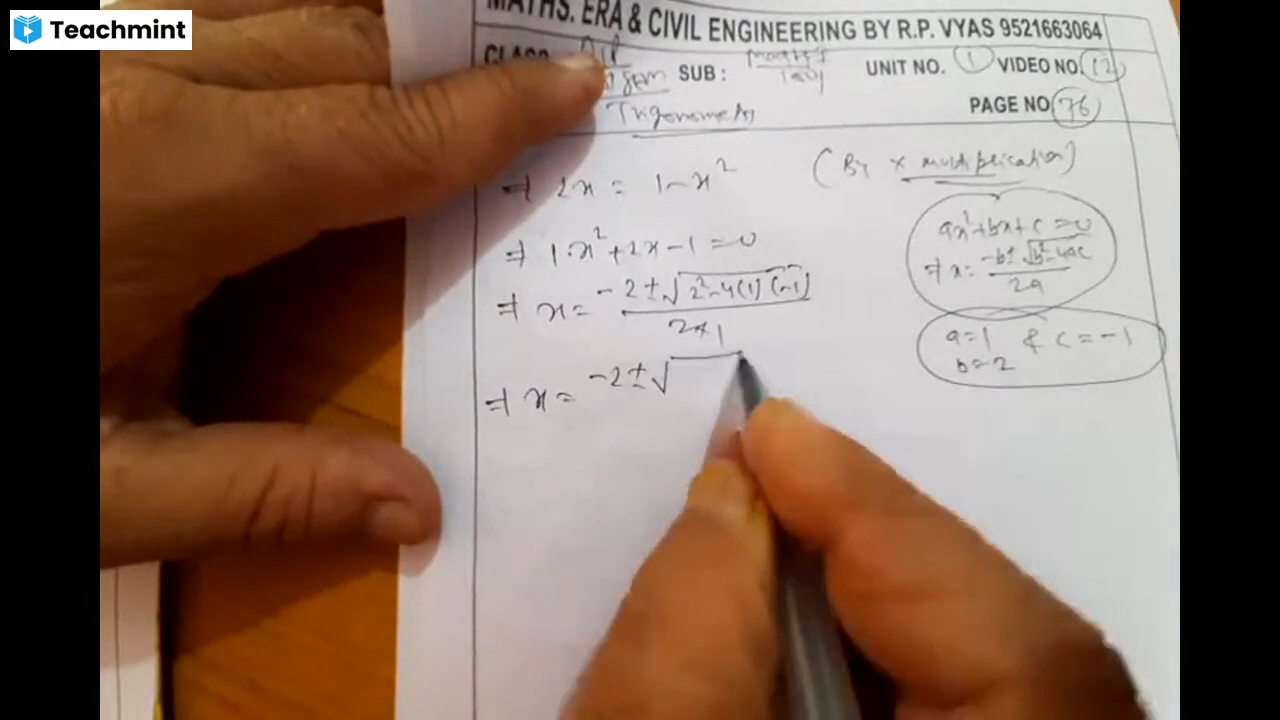 Teachmint
MATHS. ERA & CIVIL ENGINEERING BY R.P. VYAS 9521663064
CLASS SUB : UNIT NO. 1 VIDEO NO. 12
Sem
Trigonometry PAGE NO 76
⇒ 2x = 1-x² (By × multiplication)
⇒ 1·x²+2x-1=0
ax²+bx+c=0
⇒ x = -b±√b²-4ac / 2a
⇒ x = -2±√2²-4(1)(-1) / 2×1
a=1 & c=-1
b=2
⇒ x = -2±√